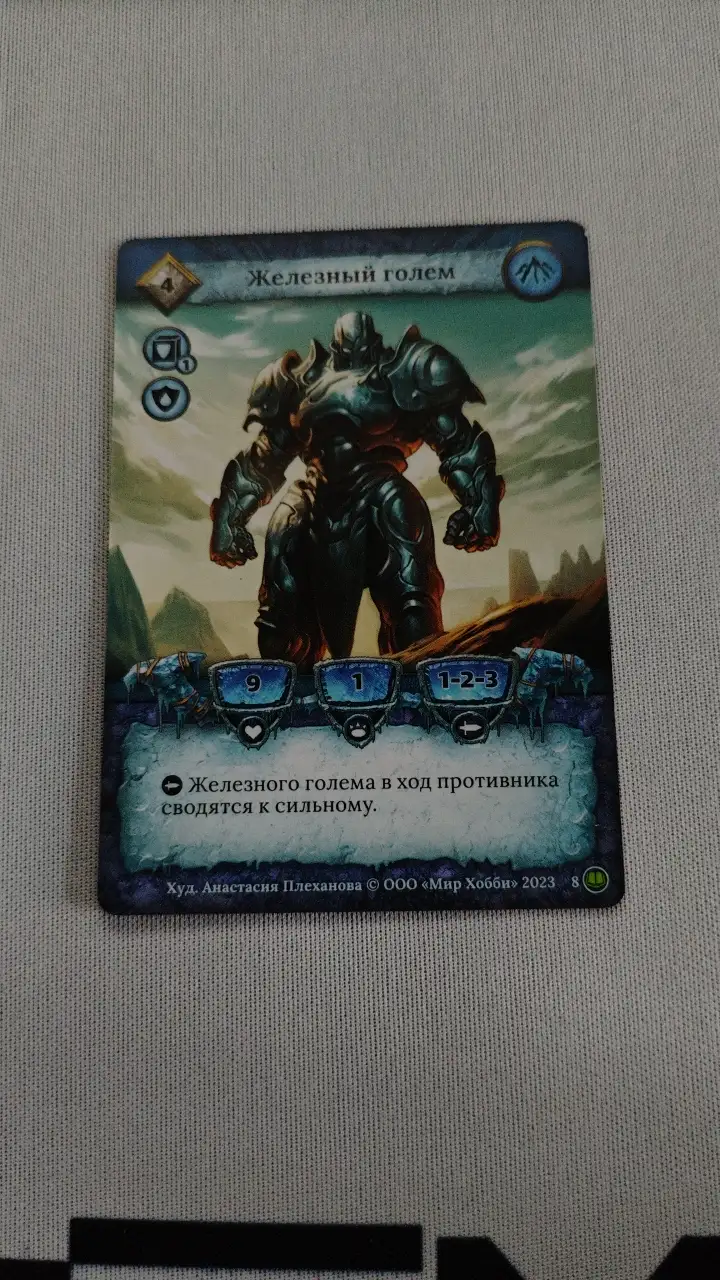 4
Железный голем
1
9
1
1-2-3
Железного голема в ход противника
сводятся к сильному.
Худ. Анастасия Плеханова © ООО «Мир Хобби» 2023 8